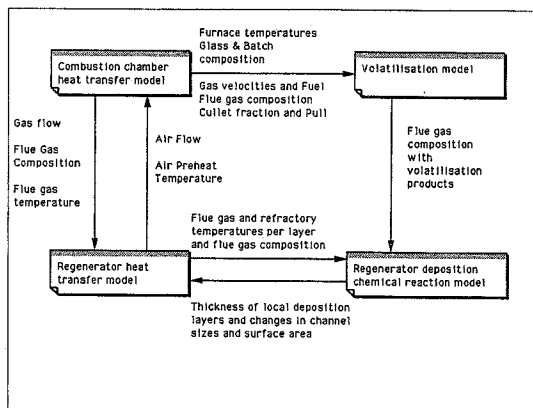 Furnace temperatures
Glass & Batch
composition
Combustion chamber
heat transfer model
Volatilisation model
Gas velocities and Fuel
Flue gas composition
Cullet fraction and Pull
Gas flow
Flue Gas
Composition
Flue gas
temperature
Air Flow
Air Preheat
Temperature
Flue gas
composition
with
volatilisation
products
Flue gas and refractory
temperatures per layer
and flue gas composition
Regenerator heat
transfer model
Regenerator deposition
chemical reaction model
Thickness of local deposition
layers and changes in channel
sizes and surface area